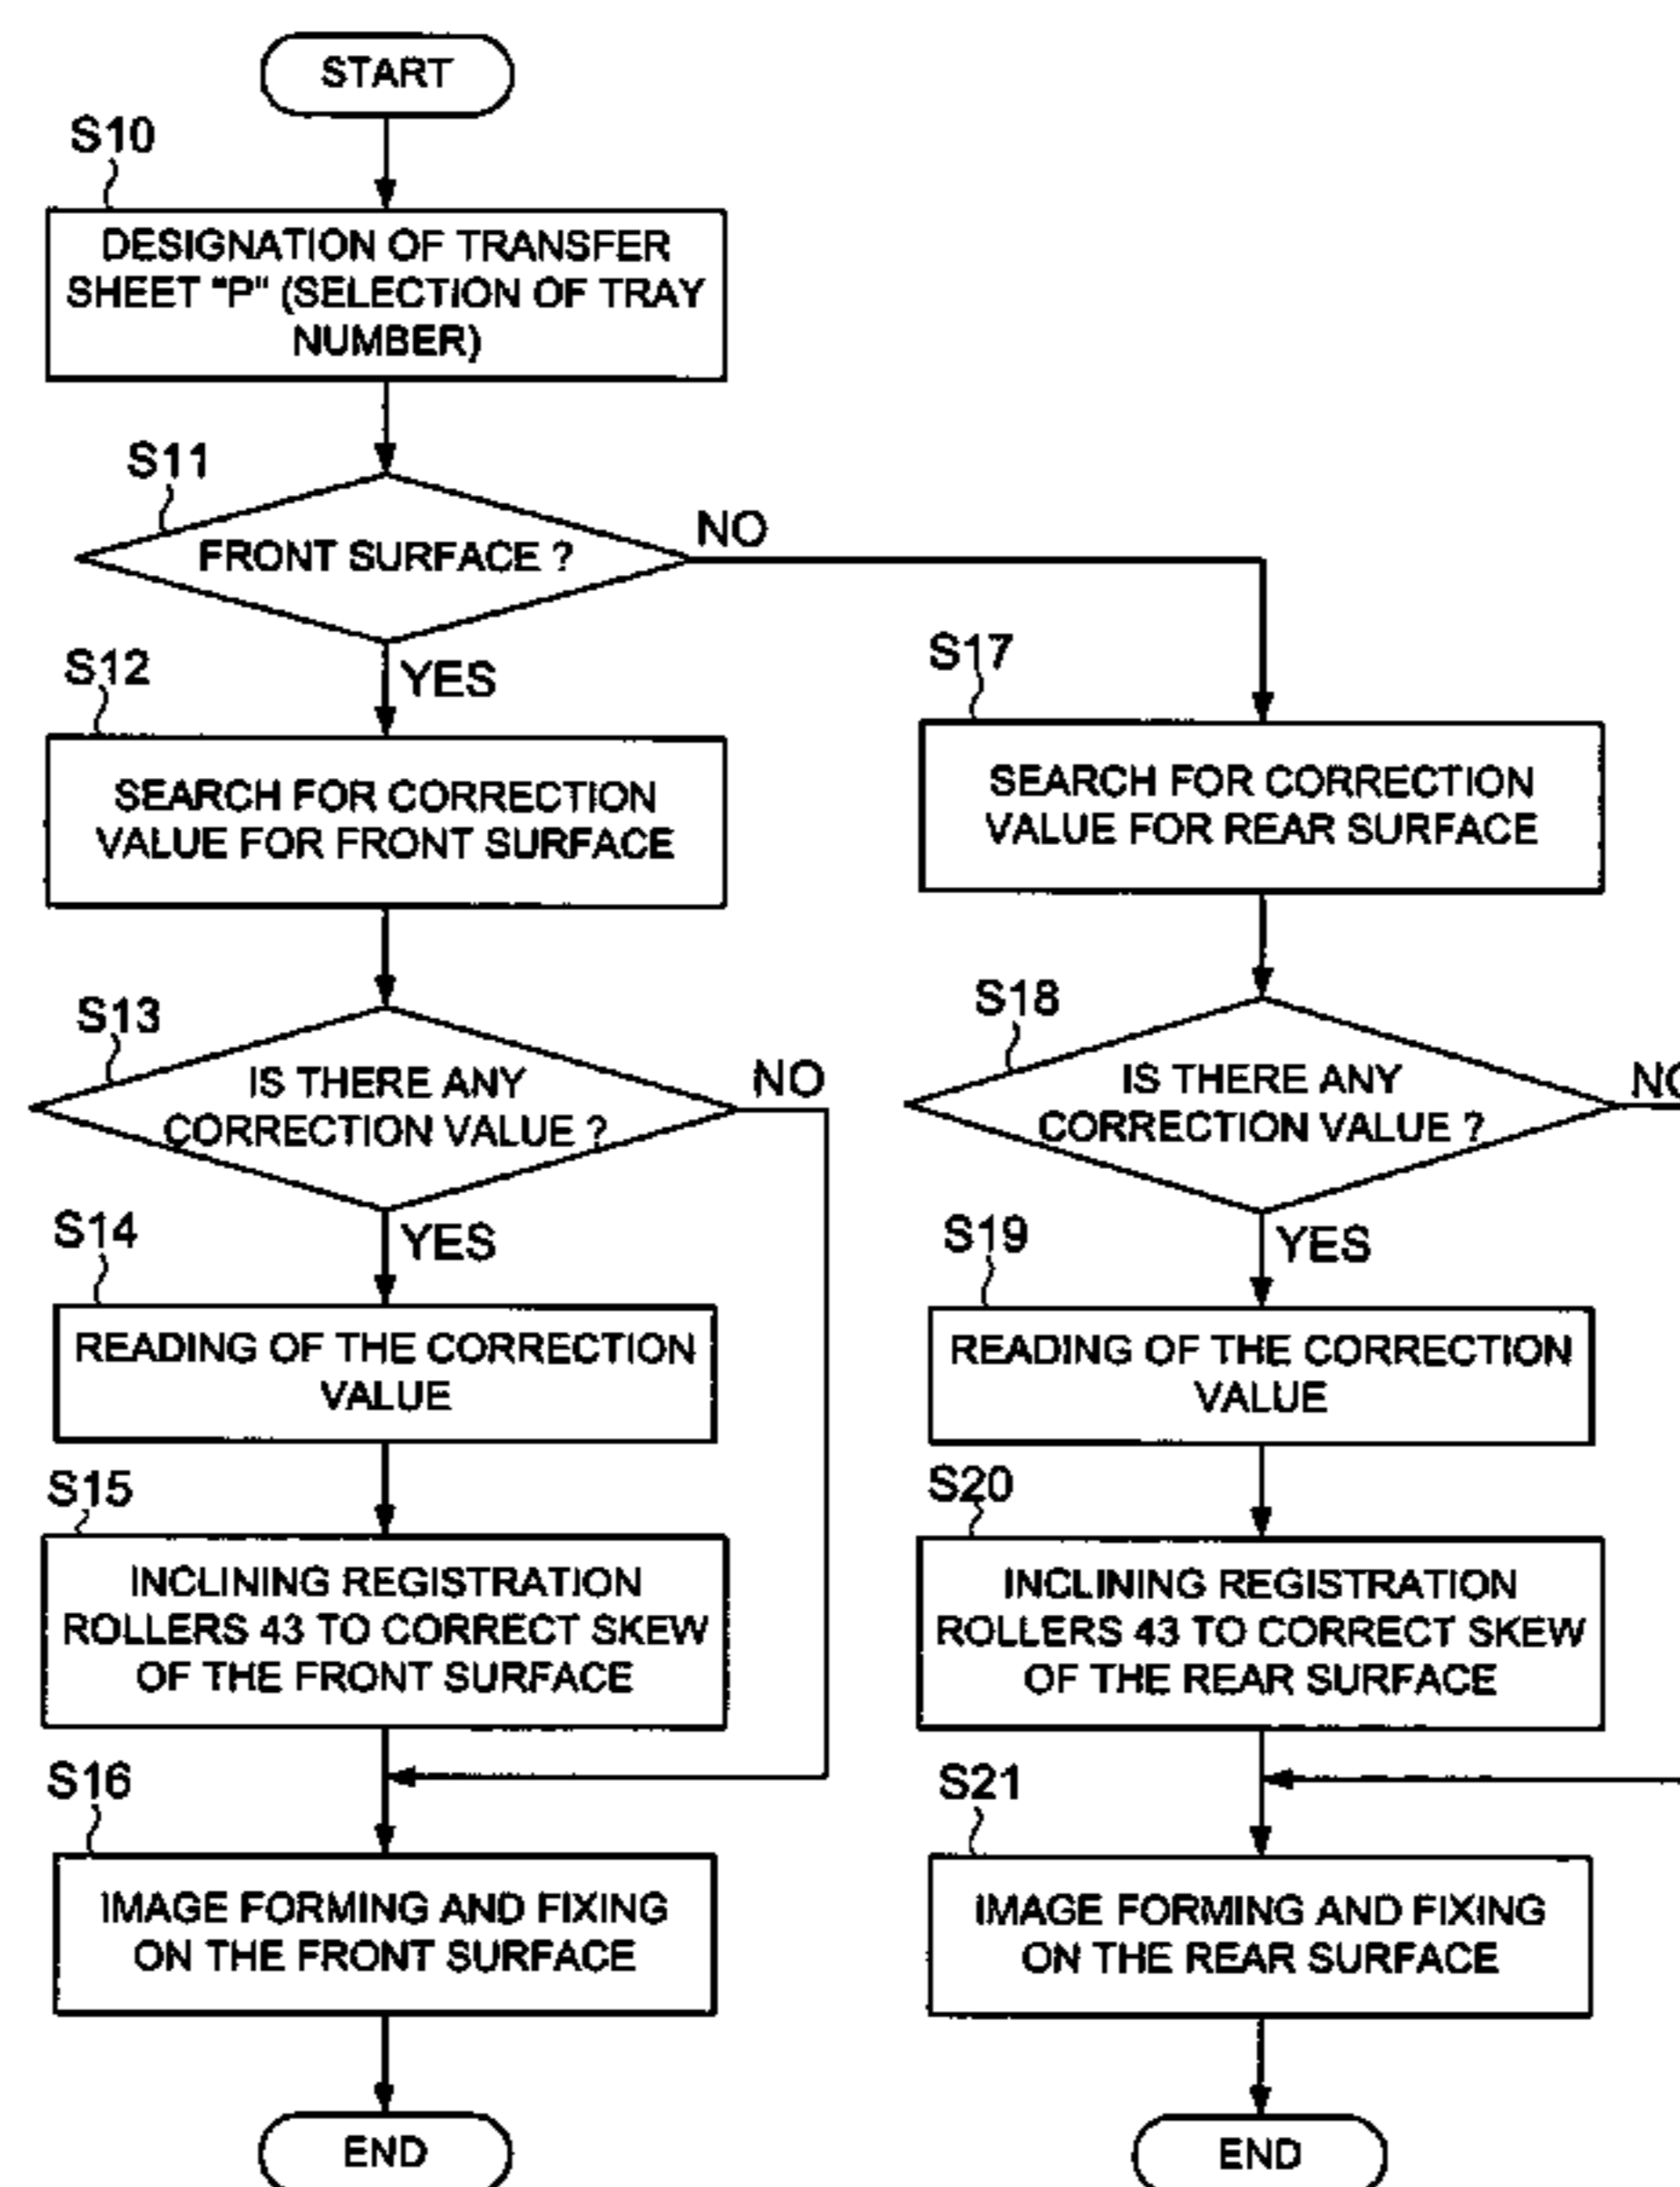 START
S10
DESIGNATION OF TRANSFER
SHEET "P" (SELECTION OF TRAY
NUMBER)
S11
FRONT SURFACE ?
NO
YES
S12
SEARCH FOR CORRECTION
VALUE FOR FRONT SURFACE
S13
IS THERE ANY
CORRECTION VALUE ?
NO
YES
S14
READING OF THE CORRECTION
VALUE
S15
INCLINING REGISTRATION
ROLLERS 43 TO CORRECT SKEW
OF THE FRONT SURFACE
S16
IMAGE FORMING AND FIXING
ON THE FRONT SURFACE
END
S17
SEARCH FOR CORRECTION
VALUE FOR REAR SURFACE
S18
IS THERE ANY
CORRECTION VALUE ?
NO
YES
S19
READING OF THE CORRECTION
VALUE
S20
INCLINING REGISTRATION
ROLLERS 43 TO CORRECT SKEW
OF THE REAR SURFACE
S21
IMAGE FORMING AND FIXING
ON THE REAR SURFACE
END